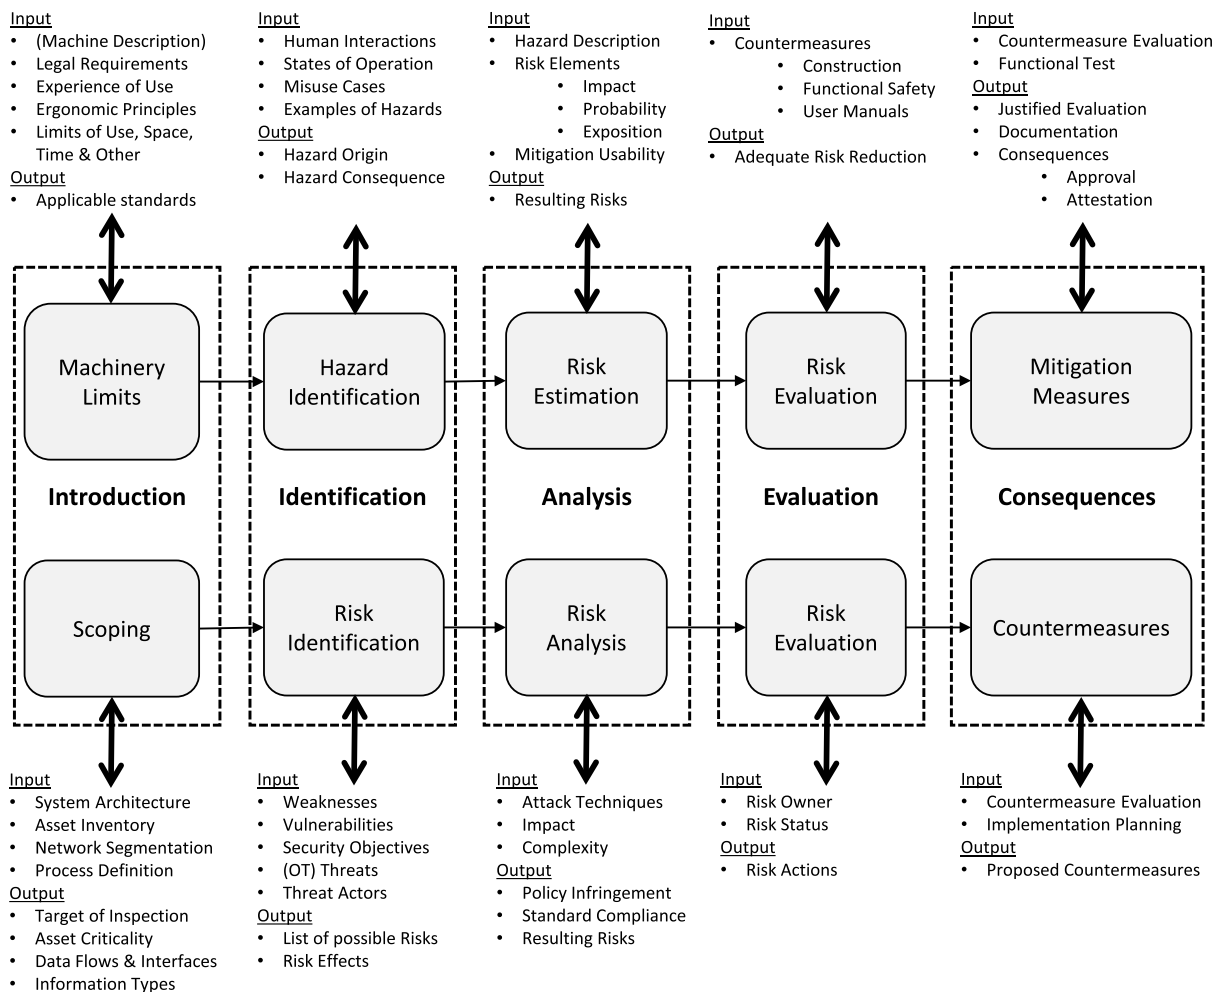 Input
• (Machine Description)
• Legal Requirements
• Experience of Use
• Ergonomic Principles
• Limits of Use, Space,
Time & Other
Output
• Applicable standards
Input
• Human Interactions
• States of Operation
• Misuse Cases
• Examples of Hazards
Output
• Hazard Origin
• Hazard Consequence
Input
• Hazard Description
• Risk Elements
• Impact
• Probability
• Exposition
• Mitigation Usability
Output
• Resulting Risks
Input
• Countermeasures
• Construction
• Functional Safety
• User Manuals
Output
• Adequate Risk Reduction
Input
• Countermeasure Evaluation
• Functional Test
Output
• Justified Evaluation
• Documentation
• Consequences
• Approval
• Attestation
Machinery
Limits
Hazard
Identification
Risk
Estimation
Risk
Evaluation
Mitigation
Measures
Introduction
Identification
Analysis
Evaluation
Consequences
Scoping
Risk
Identification
Risk
Analysis
Risk
Evaluation
Countermeasures
Input
• System Architecture
• Asset Inventory
• Network Segmentation
• Process Definition
Output
• Target of Inspection
• Asset Criticality
• Data Flows & Interfaces
• Information Types
Input
• Weaknesses
• Vulnerabilities
• Security Objectives
• (OT) Threats
• Threat Actors
Output
• List of possible Risks
• Risk Effects
Input
• Attack Techniques
• Impact
• Complexity
Output
• Policy Infringement
• Standard Compliance
• Resulting Risks
Input
• Risk Owner
• Risk Status
Output
• Risk Actions
Input
• Countermeasure Evaluation
• Implementation Planning
Output
• Proposed Countermeasures